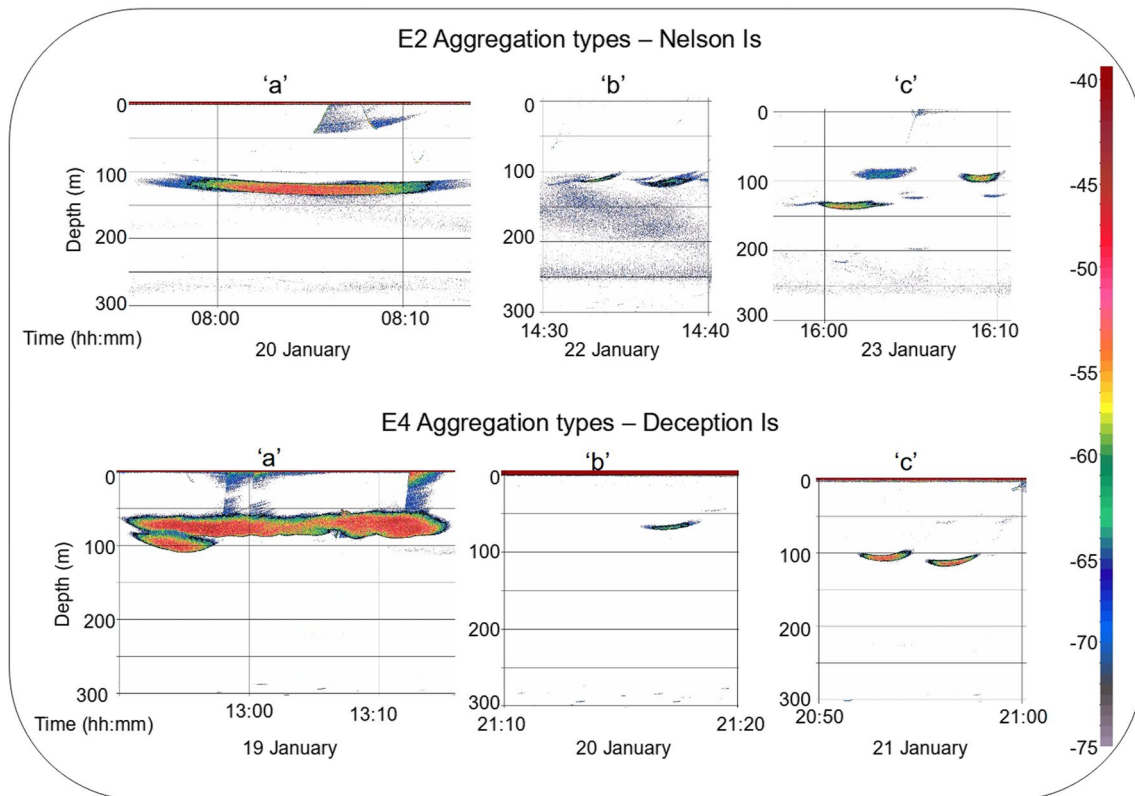 E2 Aggregation types – Nelson Is
'a'
'b'
'c'
0
100
200
300
Depth (m)
08:00
08:10
Time (hh:mm)
20 January
0
100
200
300
14:30
14:40
22 January
0
100
200
300
16:00
16:10
23 January
E4 Aggregation types – Deception Is
'a'
'b'
'c'
0
100
200
300
Depth (m)
13:00
13:10
Time (hh:mm)
19 January
0
100
200
300
21:10
21:20
20 January
0
100
200
300
20:50
21:00
21 January
-40
-45
-50
-55
-60
-65
-70
-75